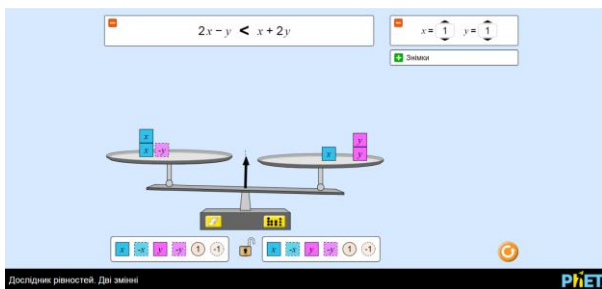 2x − y < x + 2y
x = 1 y = 1
Знімки
x
x -y
y
x y
x -x y -y 1 -1
x -x y -y 1 -1
Дослідник рівностей. Дві змінні
PhET